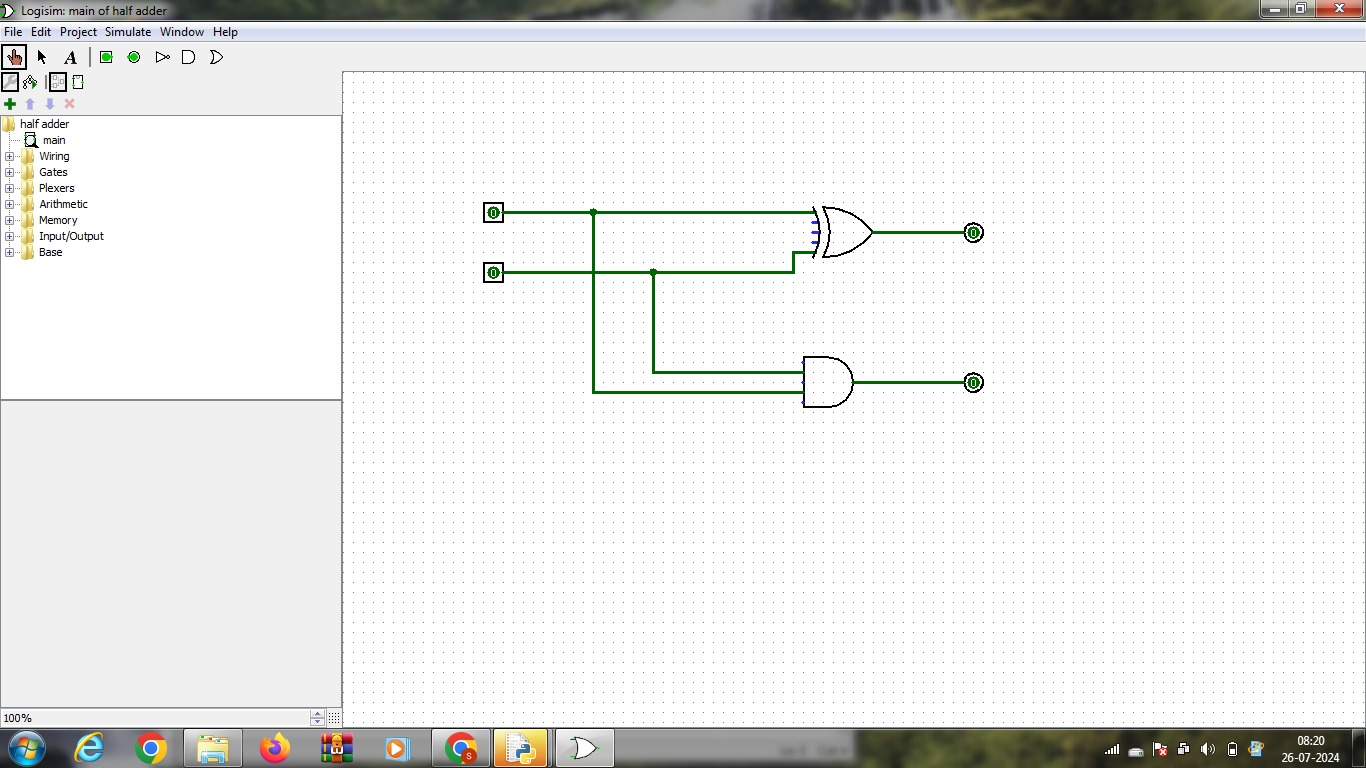 Logisim: main of half adder
File Edit Project Simulate Window Help
A
half adder
main
Wiring
Gates
Plexers
Arithmetic
Memory
Input/Output
Base
0
0
0
0
100%
S
08:20
26-07-2024